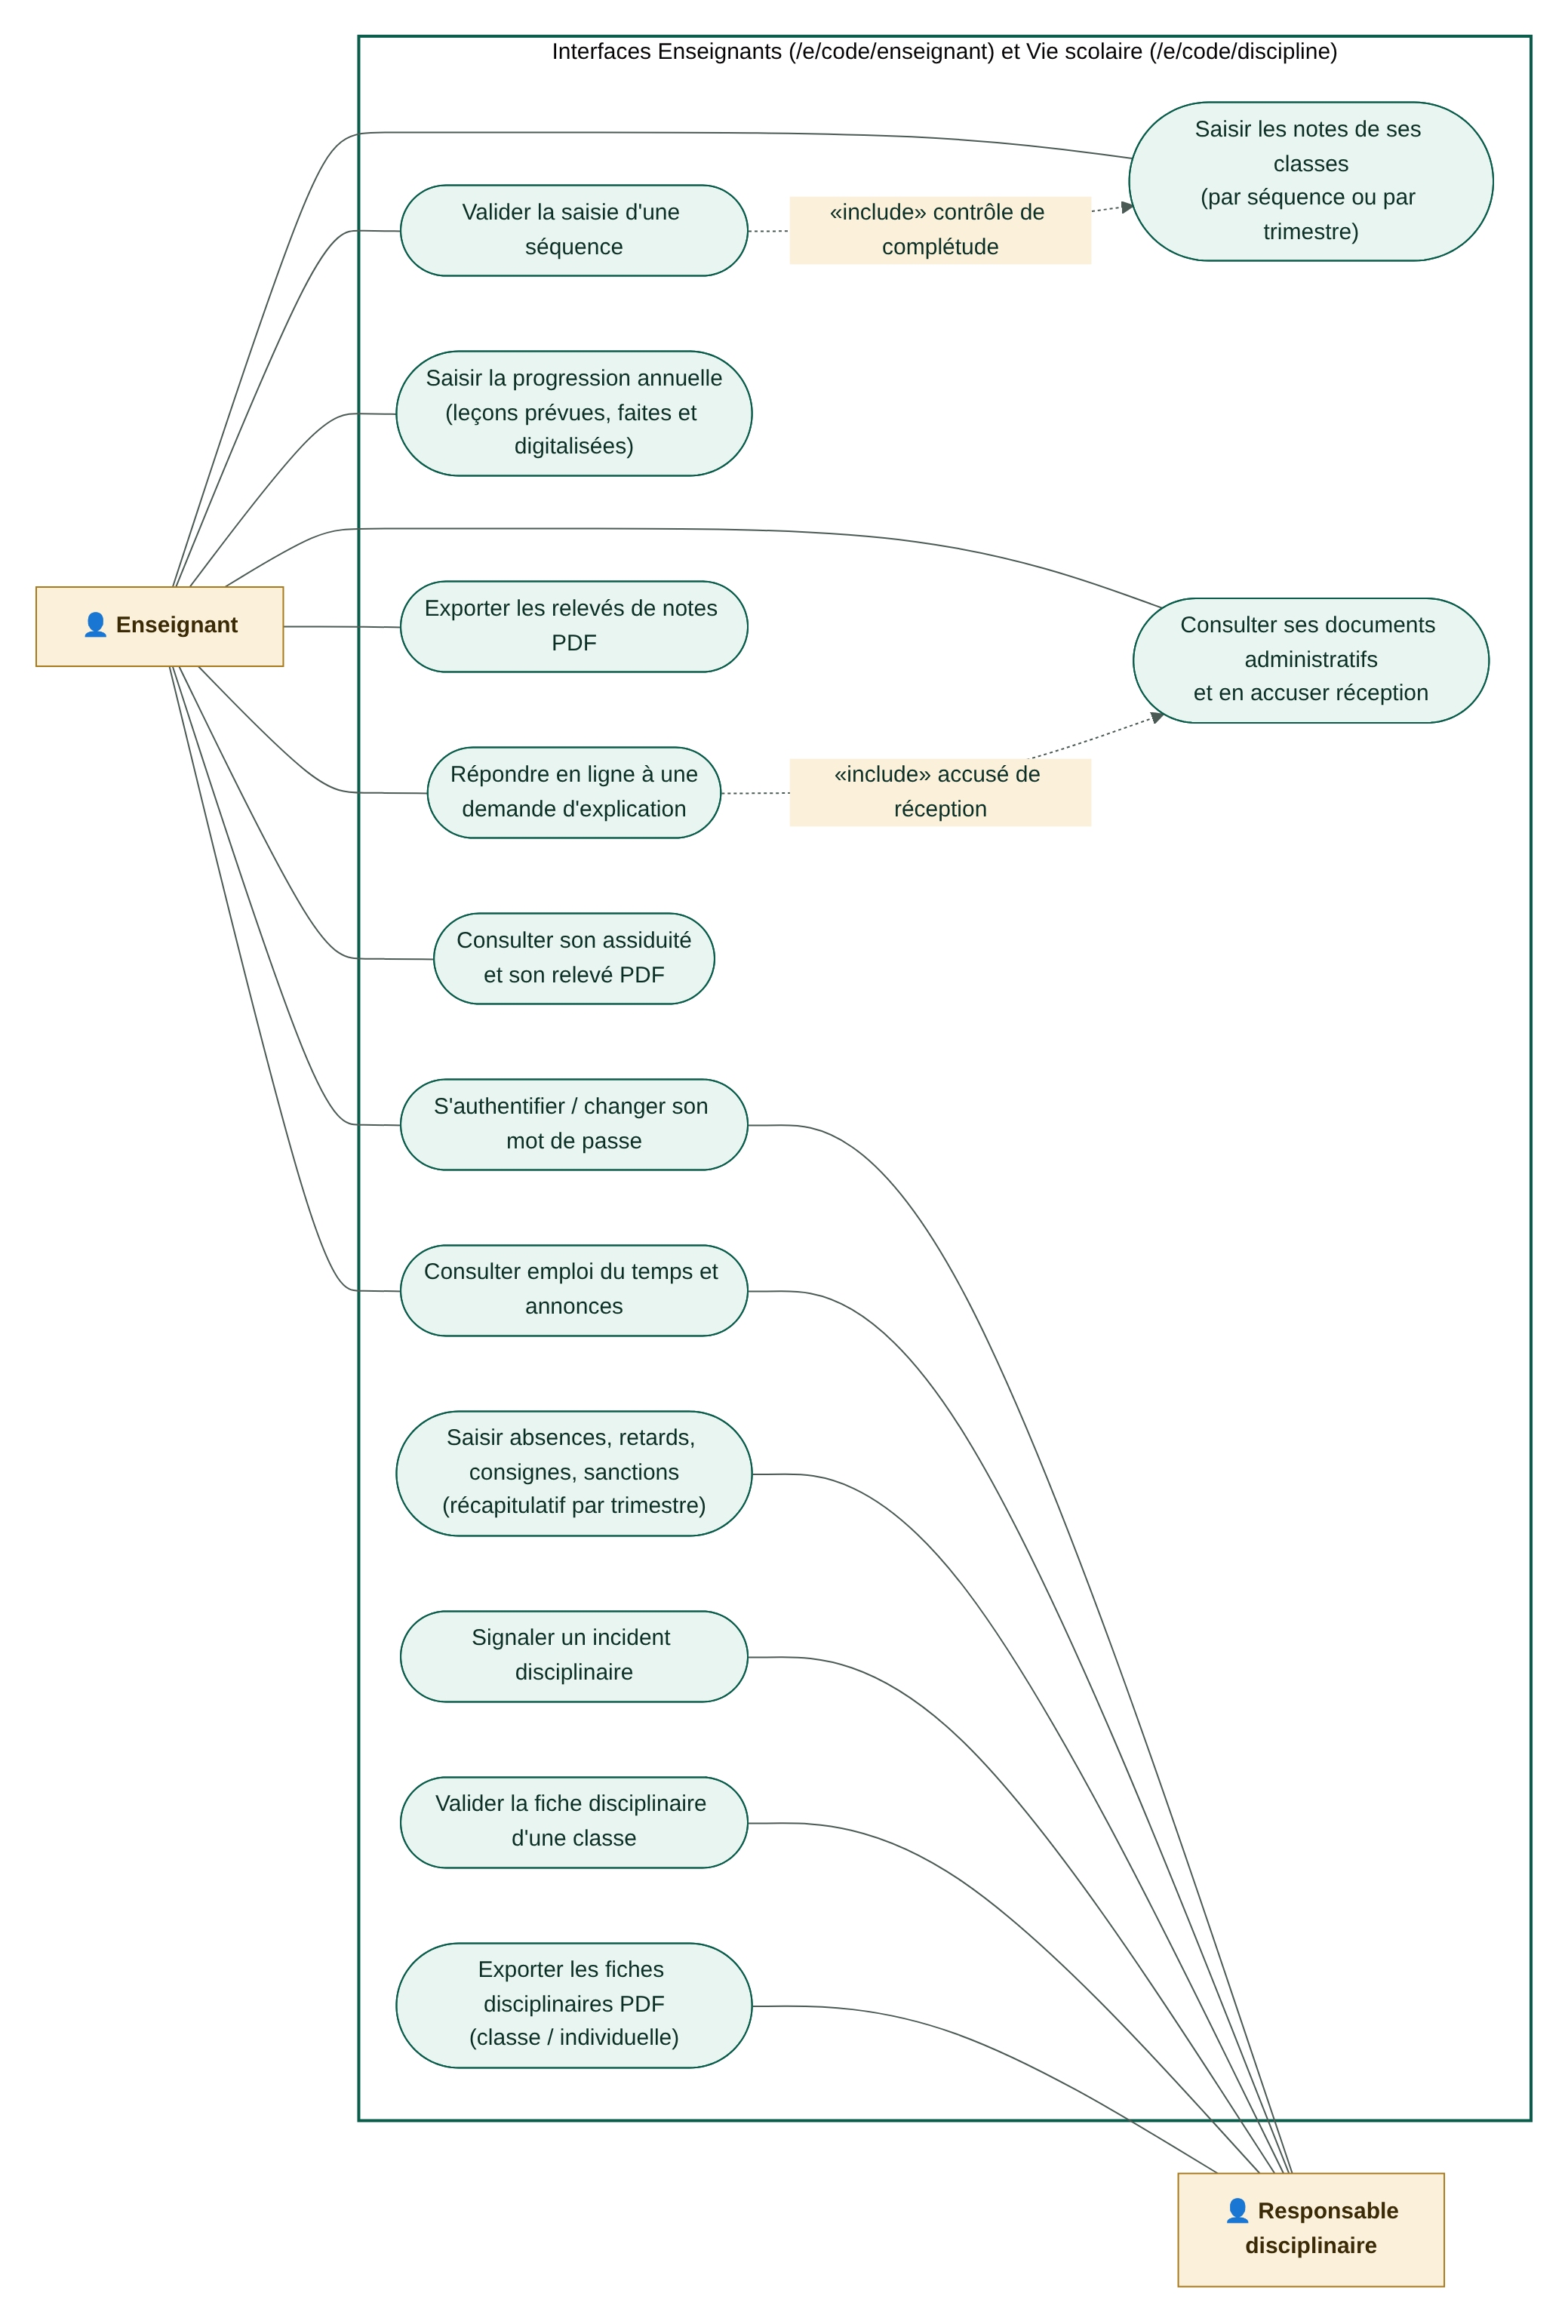 Interfaces Enseignants (/e/code/enseignant) et Vie scolaire (/e/code/discipline)
Saisir les notes de ses
classes
(par séquence ou par
trimestre)
Valider la saisie d'une
séquence
«include» contrôle de
complétude
Saisir la progression annuelle
(leçons prévues, faites et
digitalisées)
Enseignant
Exporter les relevés de notes
PDF
Consulter ses documents
administratifs
et en accuser réception
Répondre en ligne à une
demande d'explication
«include» accusé de
réception
Consulter son assiduité
et son relevé PDF
S'authentifier / changer son
mot de passe
Consulter emploi du temps et
annonces
Saisir absences, retards,
consignes, sanctions
(récapitulatif par trimestre)
Signaler un incident
disciplinaire
Valider la fiche disciplinaire
d'une classe
Exporter les fiches
disciplinaires PDF
(classe / individuelle)
Responsable
disciplinaire